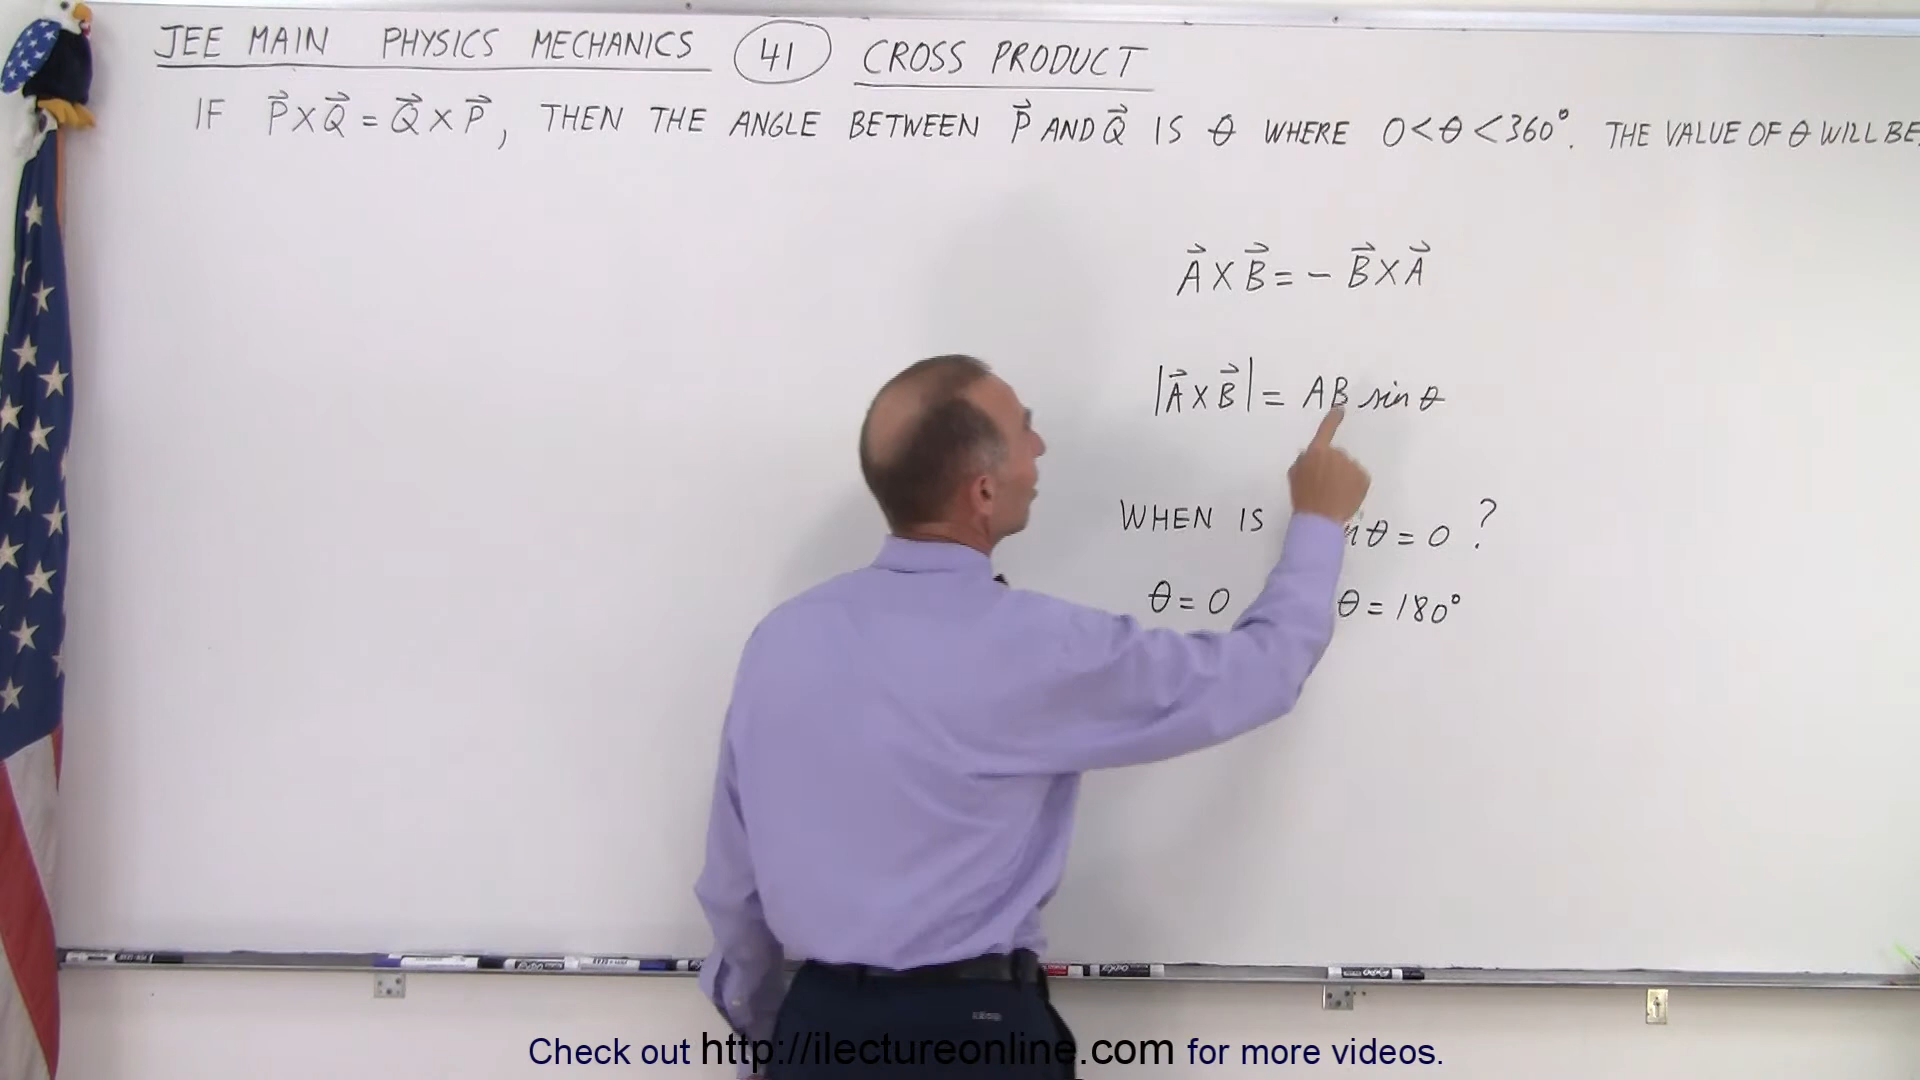 JEE MAIN PHYSICS MECHANICS 41 CROSS PRODUCT
IF P⃗ X Q⃗ = Q⃗ X P⃗, THEN THE ANGLE BETWEEN P⃗ AND Q⃗ IS θ WHERE 0 < θ < 360°. THE VALUE OF θ WILL BE
A⃗ X B⃗ = - B⃗ X A⃗
|A⃗ X B⃗| = AB sin θ
WHEN IS θ = 0 ?
θ = 0 θ = 180°
Check out http://ilectureonline.com for more videos.